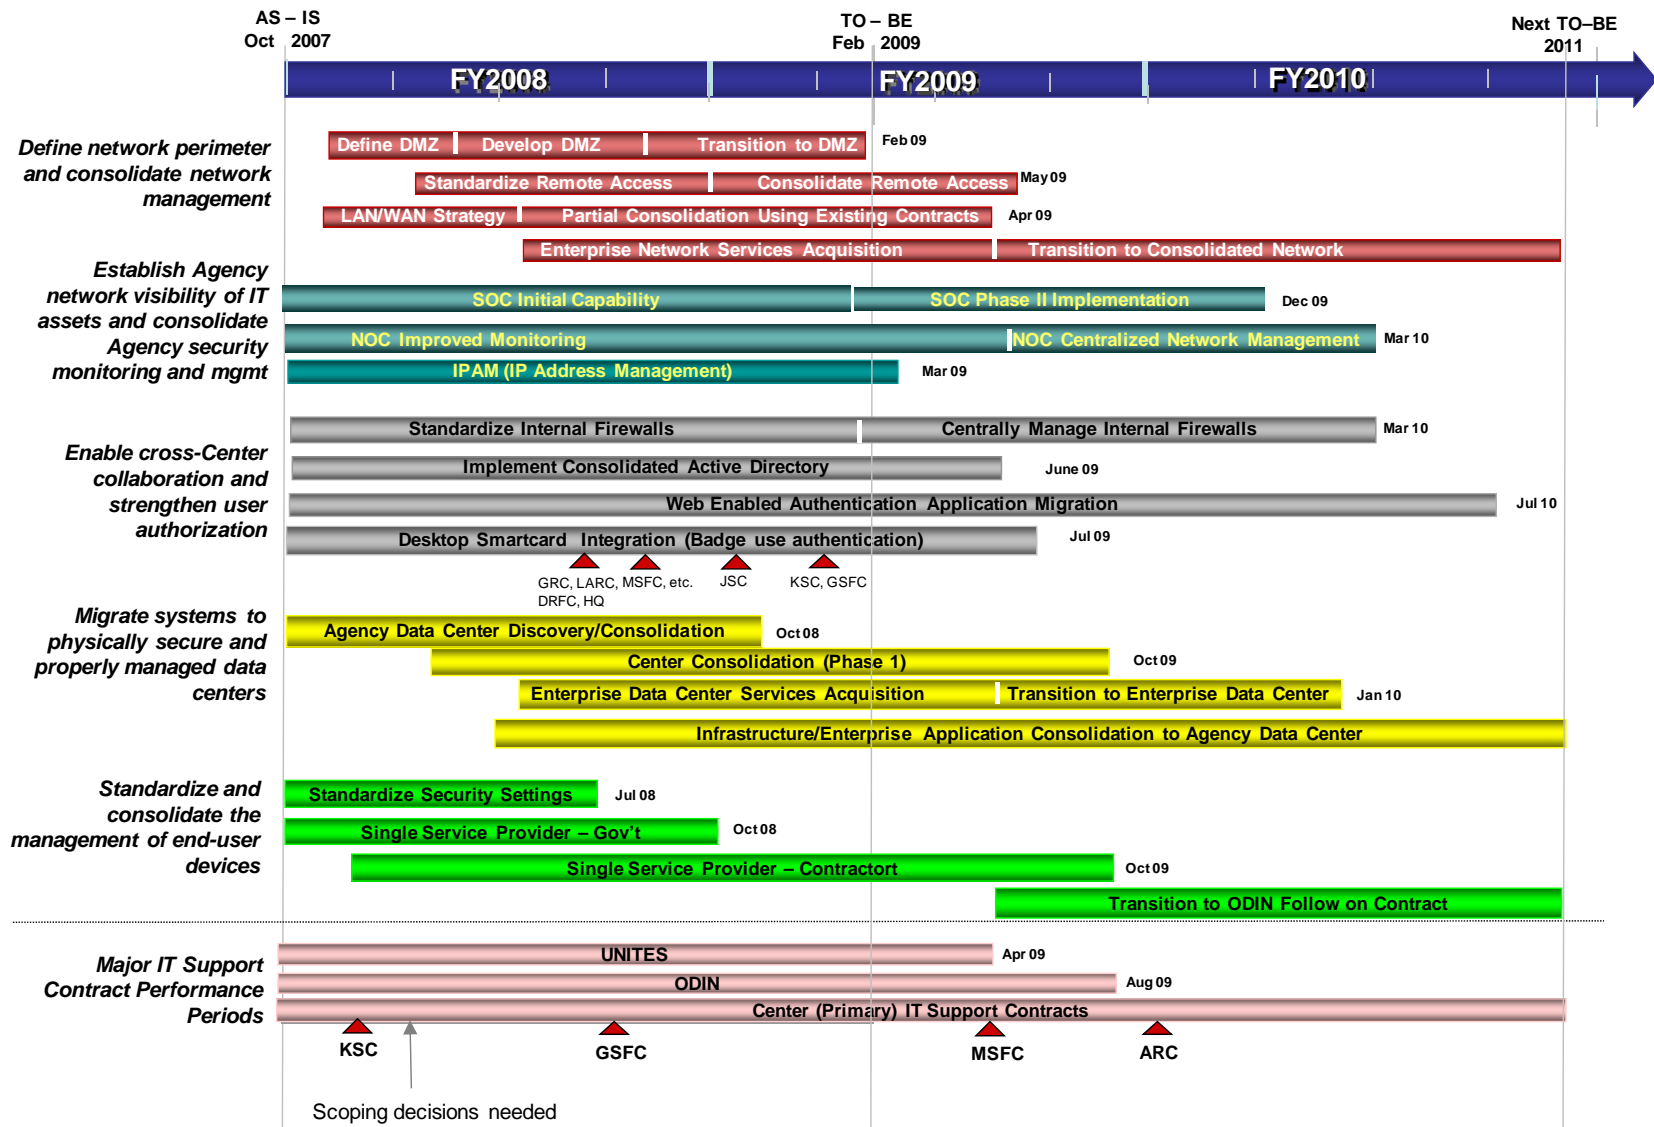 AS – IS
Oct 2007
TO – BE
Feb 2009
Next TO–BE
2011
FY2008
FY2009
FY2010
Define network perimeter
and consolidate network
management
Define DMZ
Develop DMZ
Transition to DMZ
Feb 09
Standardize Remote Access
Consolidate Remote Access
May 09
LAN/WAN Strategy
Partial Consolidation Using Existing Contracts
Apr 09
Enterprise Network Services Acquisition
Transition to Consolidated Network
Establish Agency
network visibility of IT
assets and consolidate
Agency security
monitoring and mgmt
SOC Initial Capability
SOC Phase II Implementation
Dec 09
NOC Improved Monitoring
NOC Centralized Network Management
Mar 10
IPAM (IP Address Management)
Mar 09
Enable cross-Center
collaboration and
strengthen user
authorization
Standardize Internal Firewalls
Centrally Manage Internal Firewalls
Mar 10
Implement Consolidated Active Directory
June 09
Web Enabled Authentication Application Migration
Jul 10
Desktop Smartcard Integration (Badge use authentication)
Jul 09
GRC, LARC,
DRFC, HQ
MSFC, etc.
JSC
KSC, GSFC
Migrate systems to
physically secure and
properly managed data
centers
Agency Data Center Discovery/Consolidation
Oct 08
Center Consolidation (Phase 1)
Oct 09
Enterprise Data Center Services Acquisition
Transition to Enterprise Data Center
Jan 10
Infrastructure/Enterprise Application Consolidation to Agency Data Center
Standardize and
consolidate the
management of end-user
devices
Standardize Security Settings
Jul 08
Single Service Provider – Gov't
Oct 08
Single Service Provider – Contractort
Oct 09
Transition to ODIN Follow on Contract
Major IT Support
Contract Performance
Periods
UNITES
Apr 09
ODIN
Aug 09
Center (Primary) IT Support Contracts
KSC
GSFC
MSFC
ARC
Scoping decisions needed